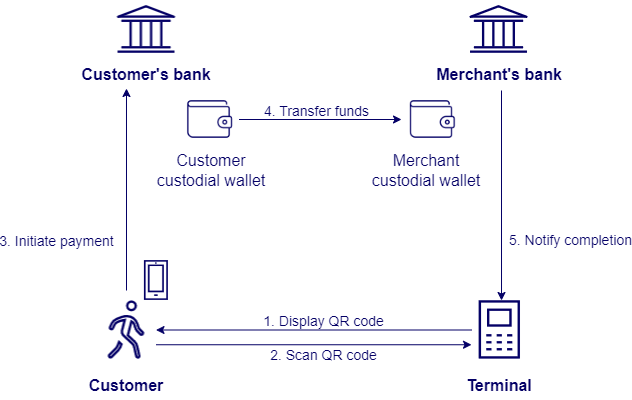 Customer's bank
Merchant's bank
4. Transfer funds
Customer
custodial wallet
Merchant
custodial wallet
3. Initiate payment
5. Notify completion
1. Display QR code
2. Scan QR code
Customer
Terminal